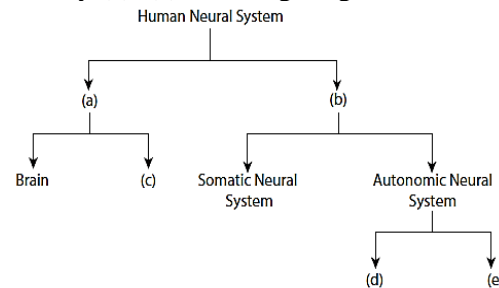 Human Neural System
(a) (b)
Brain (c) Somatic Neural System Autonomic Neural System
(d) (e